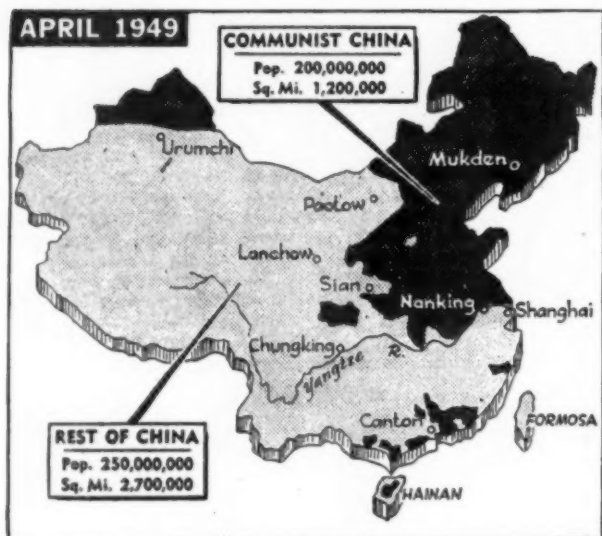 APRIL 1949
COMMUNIST CHINA
Pop. 200,000,000
Sq. Mi. 1,200,000
Urumchi
Mukden
Paotow
Lanchow
Sian
Nanking
Shanghai
Chungking
Yangtze R.
Canton
FORMOSA
REST OF CHINA
Pop. 250,000,000
Sq. Mi. 2,700,000
HAINAN